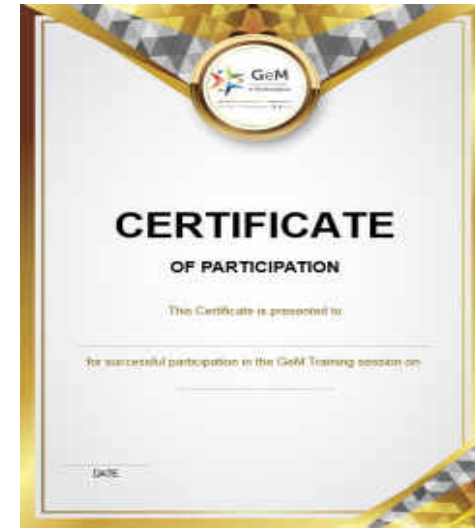 GeM
CERTIFICATE
OF PARTICIPATION
This Certificate is presented to
for successful participation in the GeM Training session on
DATE